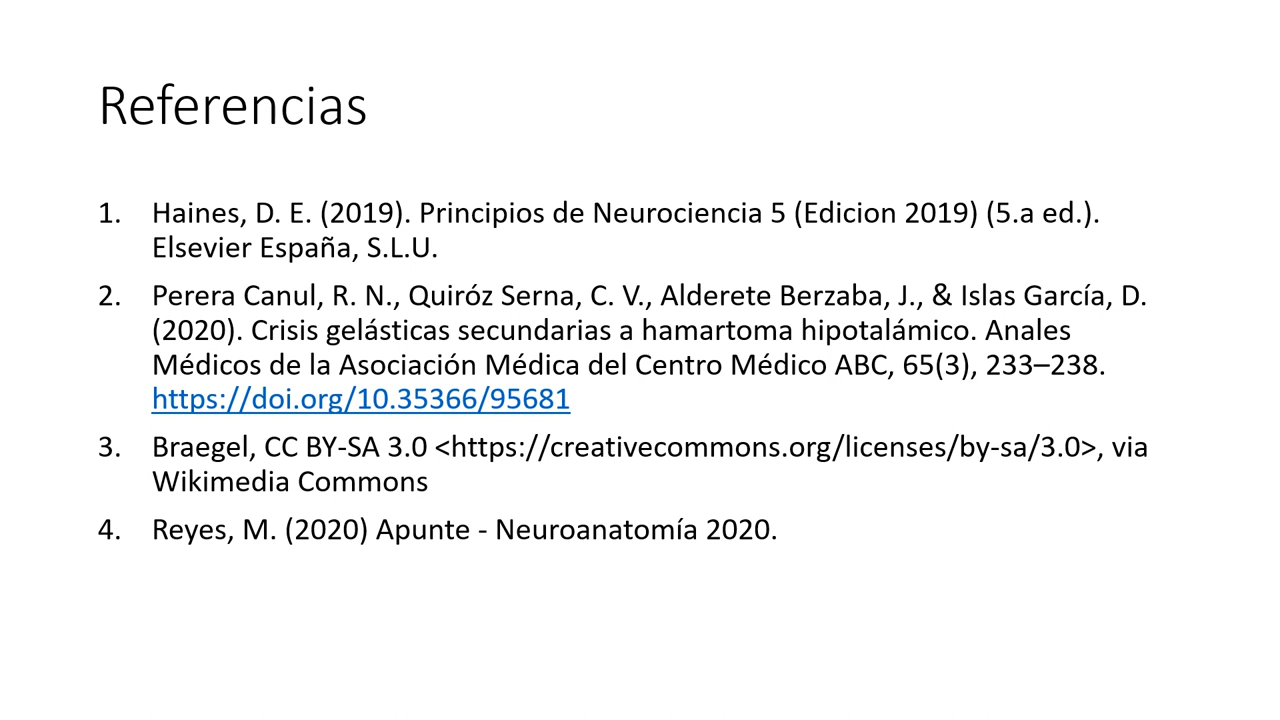 Referencias
1. Haines, D. E. (2019). Principios de Neurociencia 5 (Edicion 2019) (5.a ed.).
Elsevier España, S.L.U.
2. Perera Canul, R. N., Quiróz Serna, C. V., Alderete Berzaba, J., & Islas García, D.
(2020). Crisis gelásticas secundarias a hamartoma hipotalámico. Anales
Médicos de la Asociación Médica del Centro Médico ABC, 65(3), 233–238.
https://doi.org/10.35366/95681
3. Braegel, CC BY-SA 3.0 <https://creativecommons.org/licenses/by-sa/3.0>, via
Wikimedia Commons
4. Reyes, M. (2020) Apunte - Neuroanatomía 2020.